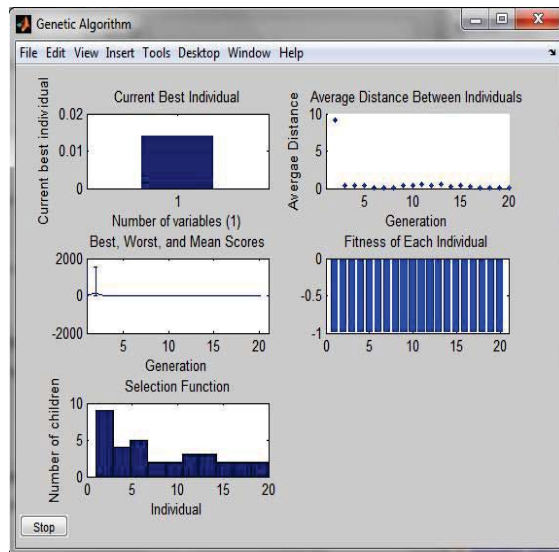 Genetic Algorithm
File Edit View Insert Tools Desktop Window Help
Current Best Individual
Current best individual
0.02
0.01
0
1
Number of variables (1)
Average Distance Between Individuals
Avergae Distance
10
5
0
5 10 15 20
Generation
Best, Worst, and Mean Scores
2000
0
-2000
5 10 15 20
Generation
Fitness of Each Individual
0
-0.5
-1
0 5 10 15 20
Selection Function
Number of children
10
5
0
0 5 10 15 20
Individual
Stop